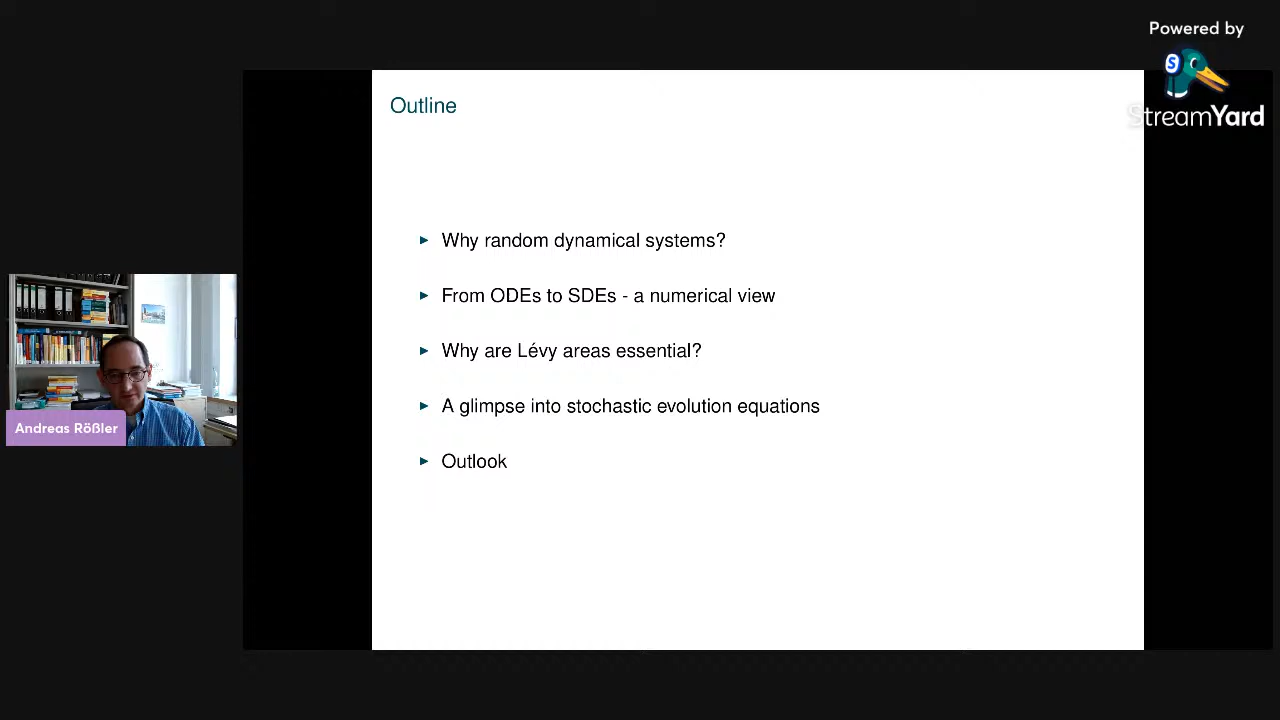 Powered by
S
StreamYard
Outline
Why random dynamical systems?
From ODEs to SDEs - a numerical view
Why are Lévy areas essential?
A glimpse into stochastic evolution equations
Outlook
Andreas Rößler